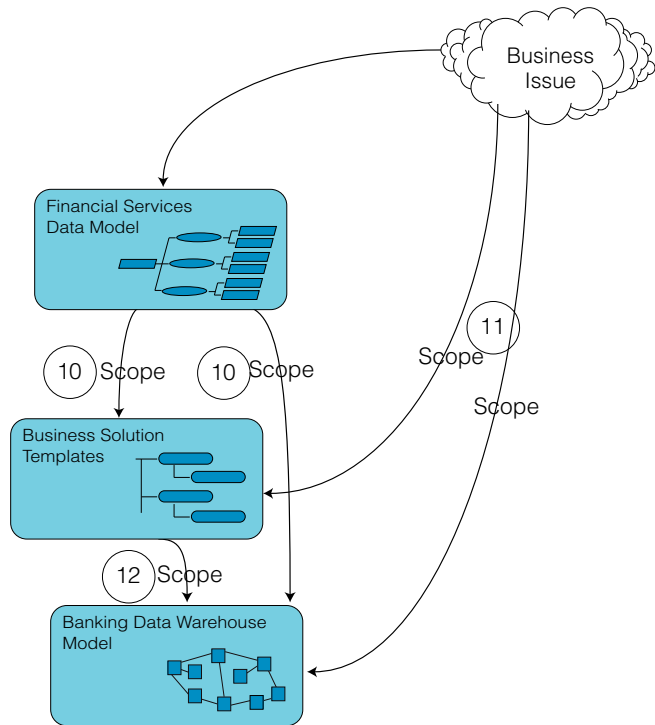 Business
Issue
Financial Services
Data Model
11
Scope
10 Scope
10 Scope
Scope
Business Solution
Templates
12 Scope
Banking Data Warehouse
Model